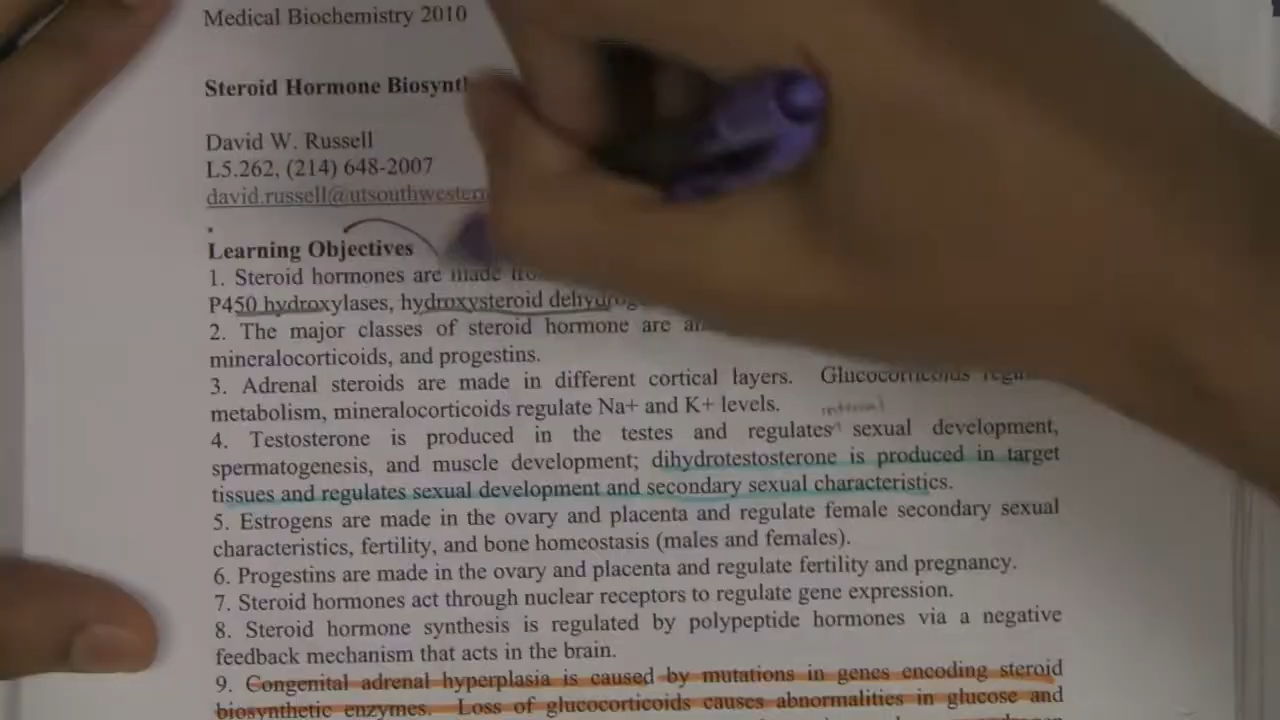 Medical Biochemistry 2010
Steroid Hormone
David W. Russell
L5.262, (214) 648-2007
david.russell@utsouthwestern
Learning Objectives
1. Steroid hormones are made
P450 hydroxylases, hydroxysteroid
2. The major classes of steroid hormone are
mineralocorticoids, and progestins.
3. Adrenal steroids are made in different cortical layers. Glucocorticoids
metabolism, mineralocorticoids regulate Na+ and K+ levels.
4. Testosterone is produced in the testes and regulates sexual development,
spermatogenesis, and muscle development; dihydrotestosterone is produced in target
tissues and regulates sexual development and secondary sexual characteristics.
5. Estrogens are made in the ovary and placenta and regulate female secondary sexual
characteristics, fertility, and bone homeostasis (males and females).
6. Progestins are made in the ovary and placenta and regulate fertility and pregnancy.
7. Steroid hormones act through nuclear receptors to regulate gene expression.
8. Steroid hormone synthesis is regulated by polypeptide hormones via a negative
feedback mechanism that acts in the brain.
9. Congenital adrenal hyperplasia is caused by mutations in genes encoding steroid
biosynthetic enzymes. Loss of glucocorticoids causes abnormalities in glucose and